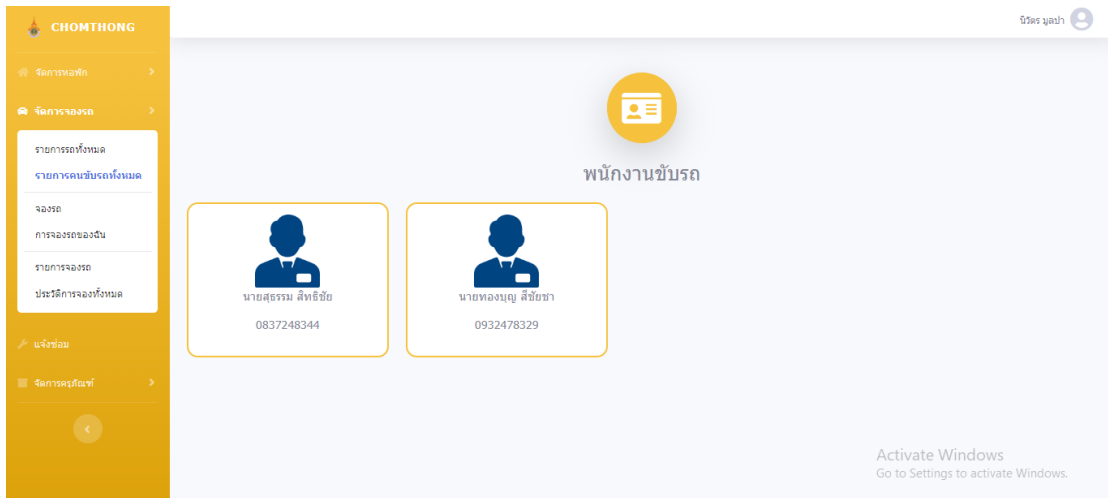 CHOMTHONG
นิวัตร มูลปา
จัดการหอพัก
จัดการจองรถ
รายการรถทั้งหมด
รายการคนขับรถทั้งหมด
จองรถ
การจองรถของฉัน
รายการจองรถ
ประวัติการจองทั้งหมด
แจ้งซ่อม
จัดการครุภัณฑ์
พนักงานขับรถ
นายสุธรรม สิทธิชัย
0837248344
นายทองบุญ สีชัยชา
0932478329
Activate Windows
Go to Settings to activate Windows.